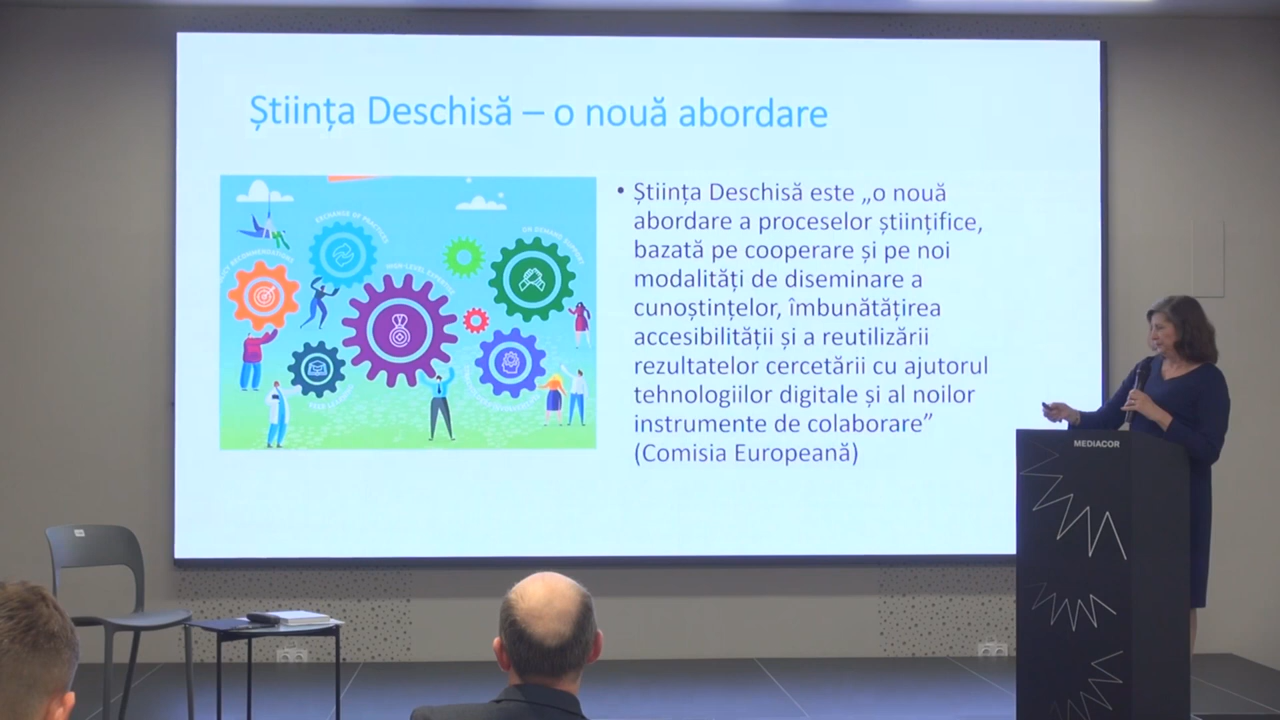 Știința Deschisă – o nouă abordare
EXCHANGE OF PRACTICES
ON DEMAND SUPPORT
POLICY RECOMMENDATIONS
HIGH-LEVEL EXPERTISE
• Știința Deschisă este „o nouă
abordare a proceselor științifice,
bazată pe cooperare și pe noi
modalități de diseminare a
cunoștințelor, îmbunătățirea
accesibilității și a reutilizării
rezultatelor cercetării cu ajutorul
tehnologiilor digitale și al noilor
instrumente de colaborare”
(Comisia Europeană)
MEDIACOR